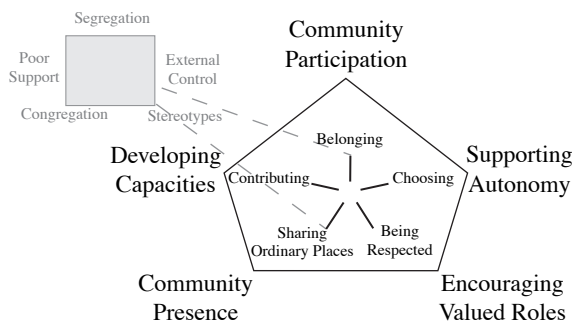 Segregation
Poor
Support
External
Control
Congregation
Stereotypes
Community
Participation
Belonging
Developing
Capacities
Contributing
Choosing
Supporting
Autonomy
Sharing
Ordinary Places
Being
Respected
Community
Presence
Encouraging
Valued Roles